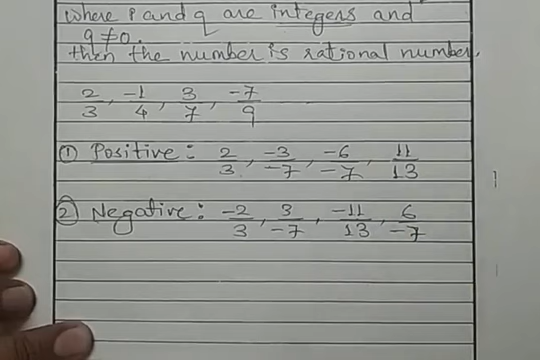 where P and q are integers and
q ≠ 0.
then the number is rational number.
2/3, -1/4, 3/7, -7/9
① Positive: 2/3, -3/-7, -6/-7, 11/13
② Negative: -2/3, 3/-7, -11/13, 6/-7